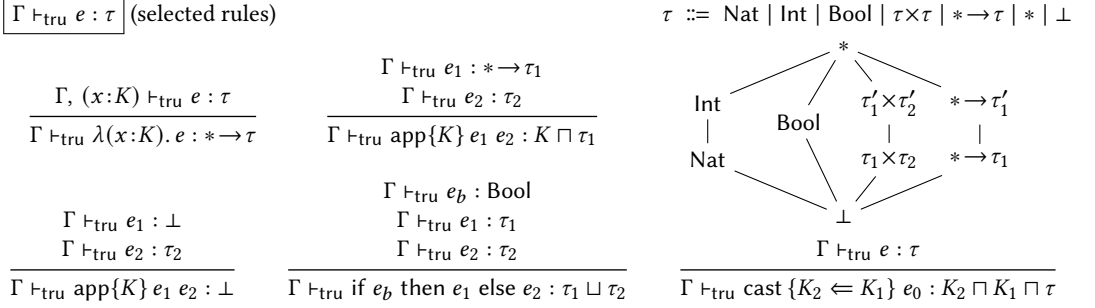 Γ ⊢tru e : τ (selected rules)
τ ::= Nat | Int | Bool | τ×τ | *→τ | * | ⊥
Γ, (x:K) ⊢tru e : τ
Γ ⊢tru λ(x:K). e : *→τ
Γ ⊢tru e1 : *→τ1
Γ ⊢tru e2 : τ2
Γ ⊢tru app{K} e1 e2 : K ⊓ τ1
*
Int Bool τ′1×τ′2 *→τ′1
Nat τ1×τ2 *→τ1
⊥
Γ ⊢tru e1 : ⊥
Γ ⊢tru e2 : τ2
Γ ⊢tru app{K} e1 e2 : ⊥
Γ ⊢tru eb : Bool
Γ ⊢tru e1 : τ1
Γ ⊢tru e2 : τ2
Γ ⊢tru if eb then e1 else e2 : τ1 ⊔ τ2
Γ ⊢tru e : τ
Γ ⊢tru cast {K2 ⇐ K1} e0 : K2 ⊓ K1 ⊓ τ